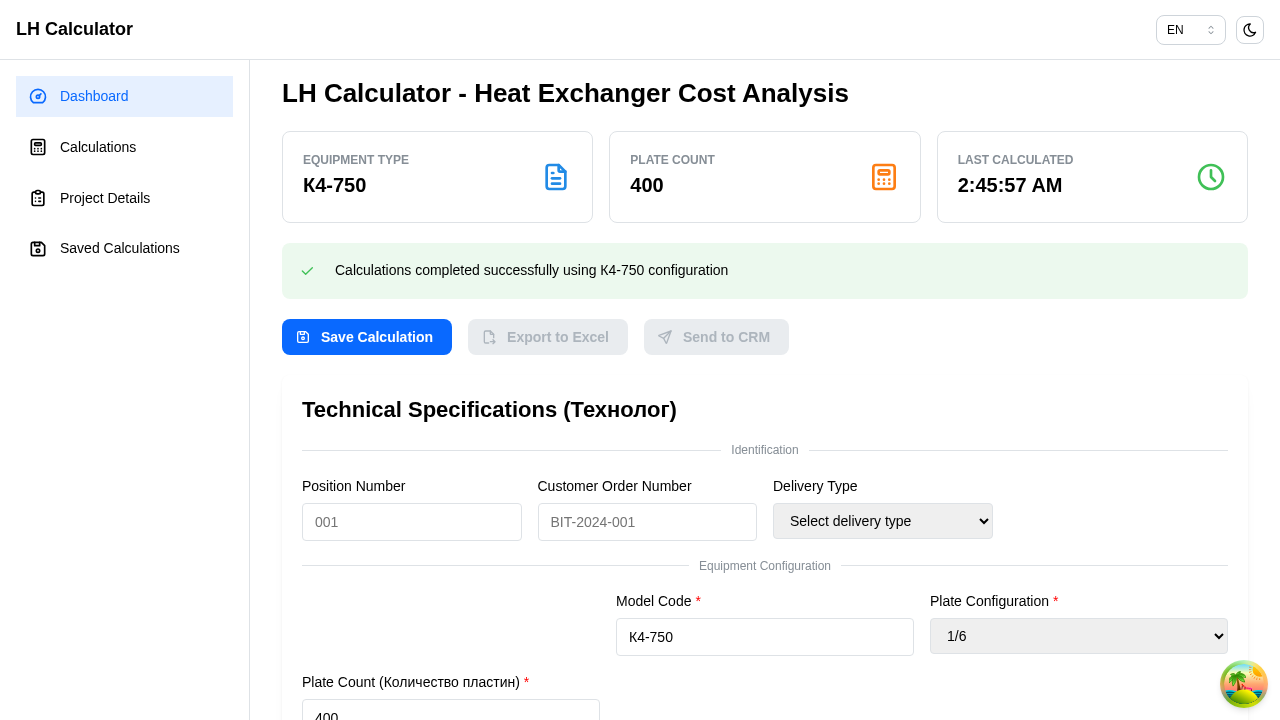 LH Calculator
EN
Dashboard
Calculations
Project Details
Saved Calculations
LH Calculator - Heat Exchanger Cost Analysis
EQUIPMENT TYPE
К4-750
PLATE COUNT
400
LAST CALCULATED
2:45:57 AM
Calculations completed successfully using К4-750 configuration
Save Calculation
Export to Excel
Send to CRM
Technical Specifications (Технолог)
Identification
Position Number
Customer Order Number
Delivery Type
001
BIT-2024-001
Select delivery type
Equipment Configuration
Model Code *
Plate Configuration *
К4-750
1/6
Plate Count (Количество пластин) *
400